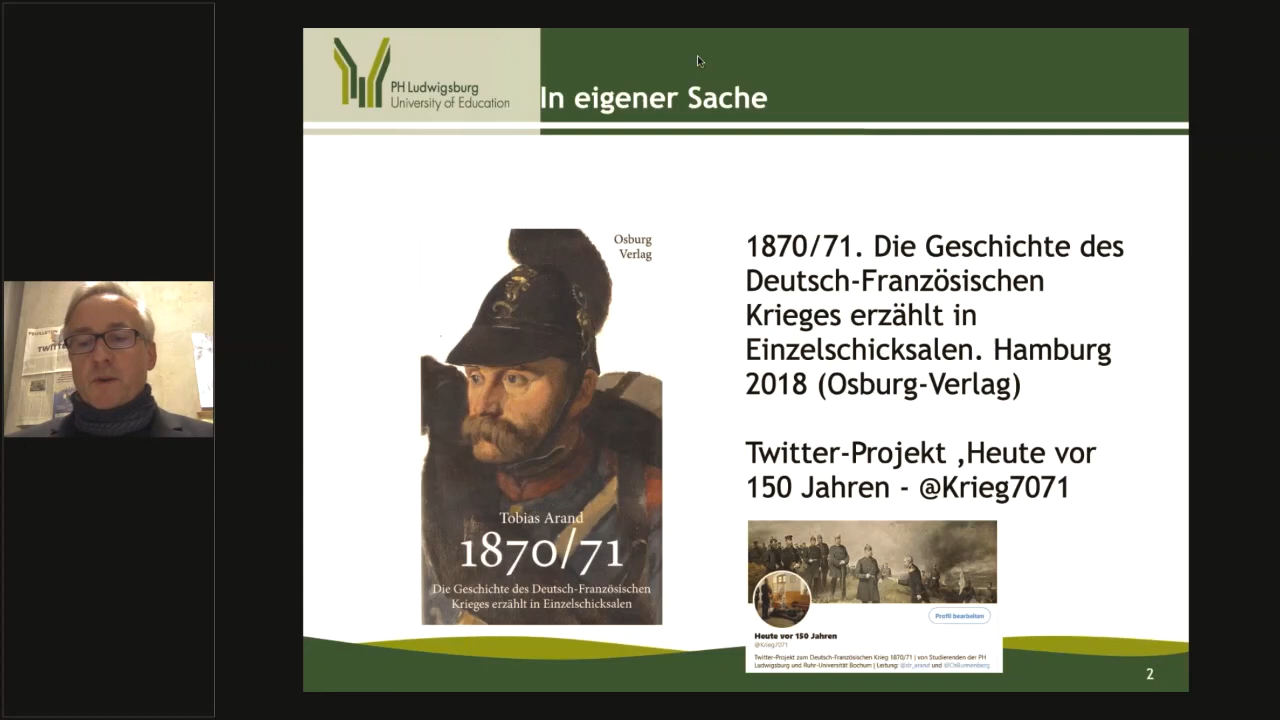 PH Ludwigsburg
University of Education
In eigener Sache
Osburg
Verlag
Tobias Arand
1870/71
Die Geschichte des Deutsch-Französischen
Krieges erzählt in Einzelschicksalen
1870/71. Die Geschichte des
Deutsch-Französischen
Krieges erzählt in
Einzelschicksalen. Hamburg
2018 (Osburg-Verlag)
Twitter-Projekt ‚Heute vor
150 Jahren - @Krieg7071
Profil bearbeiten
Heute vor 150 Jahren
@Krieg7071
Twitter-Projekt zum Deutsch-Französischen Krieg 1870/71 | von Studierenden der PH
Ludwigsburg und Ruhr-Universität Bochum | Leitung: @dr_arand und
2